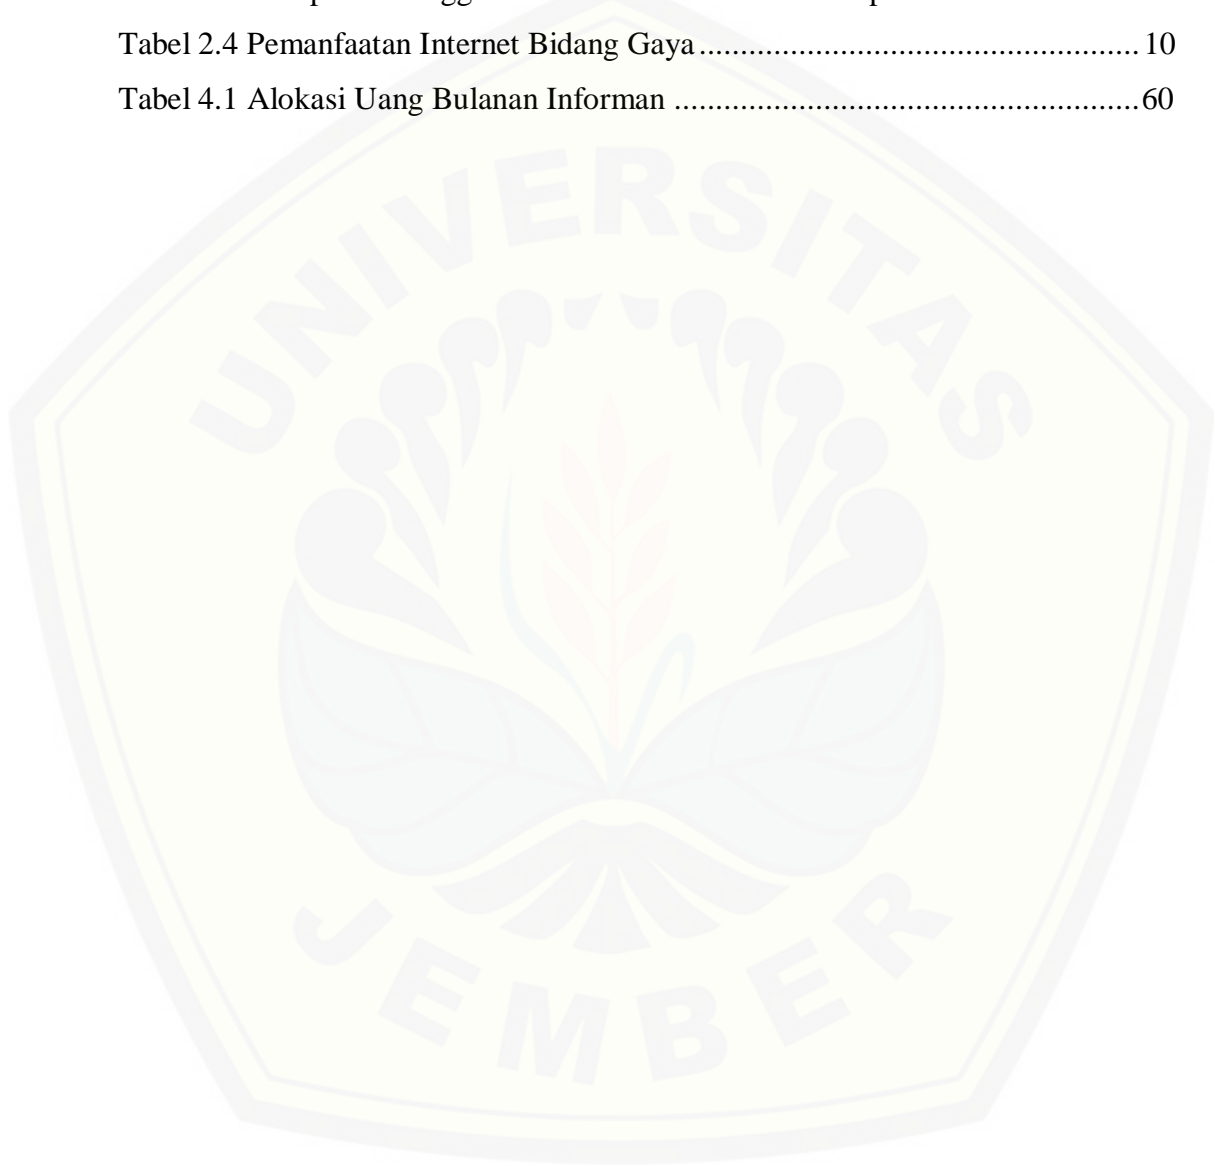 Tabel 2.4 Pemanfaatan Internet Bidang Gaya ..................................................... 10
Tabel 4.1 Alokasi Uang Bulanan Informan ........................................................ 60
UNIVERSITAS
JEMBER